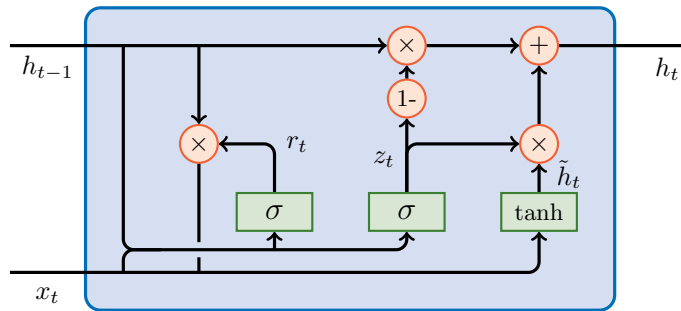 × +
h_{t−1} h_t
1-
× r_t z_t ×
h̃_t
σ σ tanh
x_t